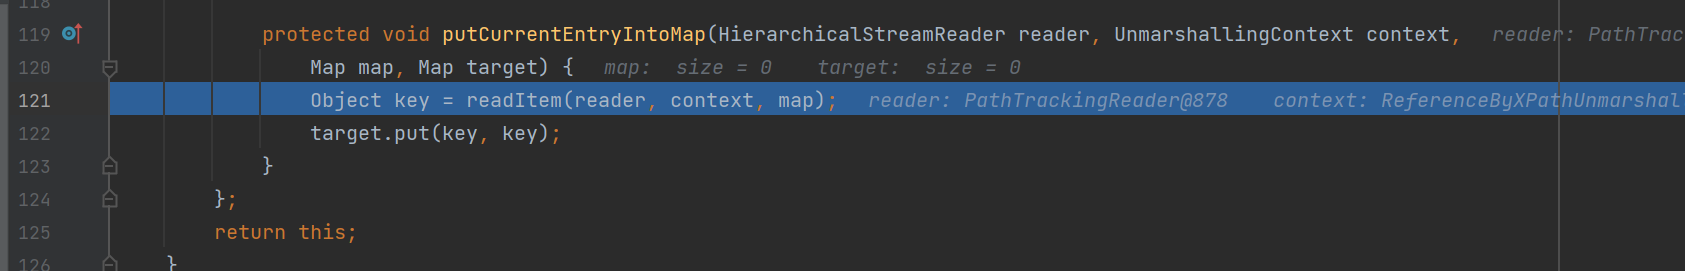 118
119 protected void putCurrentEntryIntoMap(HierarchicalStreamReader reader, UnmarshallingContext context, reader: PathTrac
120 Map map, Map target) { map: size = 0 target: size = 0
121 Object key = readItem(reader, context, map); reader: PathTrackingReader@878 context: ReferenceByXPathUnmarshal
122 target.put(key, key);
123 }
124 };
125 return this;
126 }